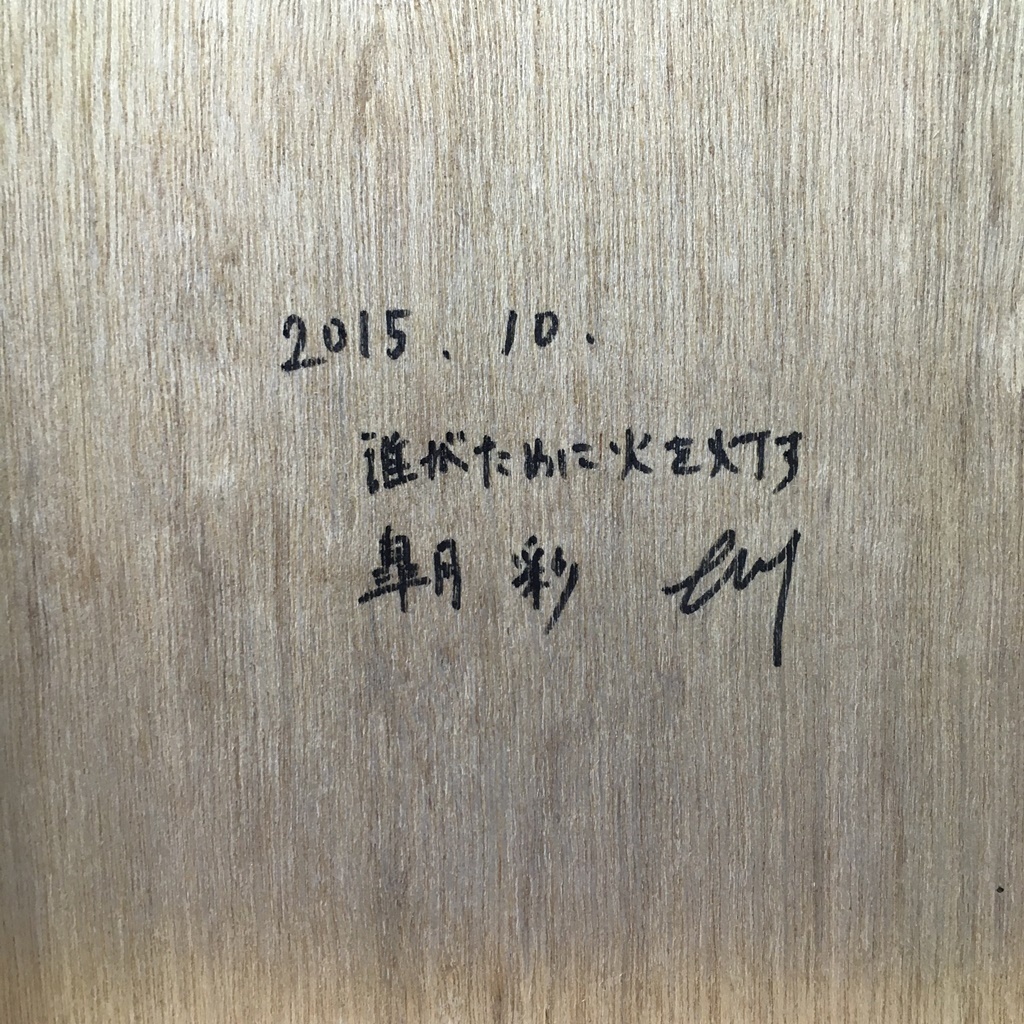 2015. 10.
誰がために火を灯す
皐月 彩